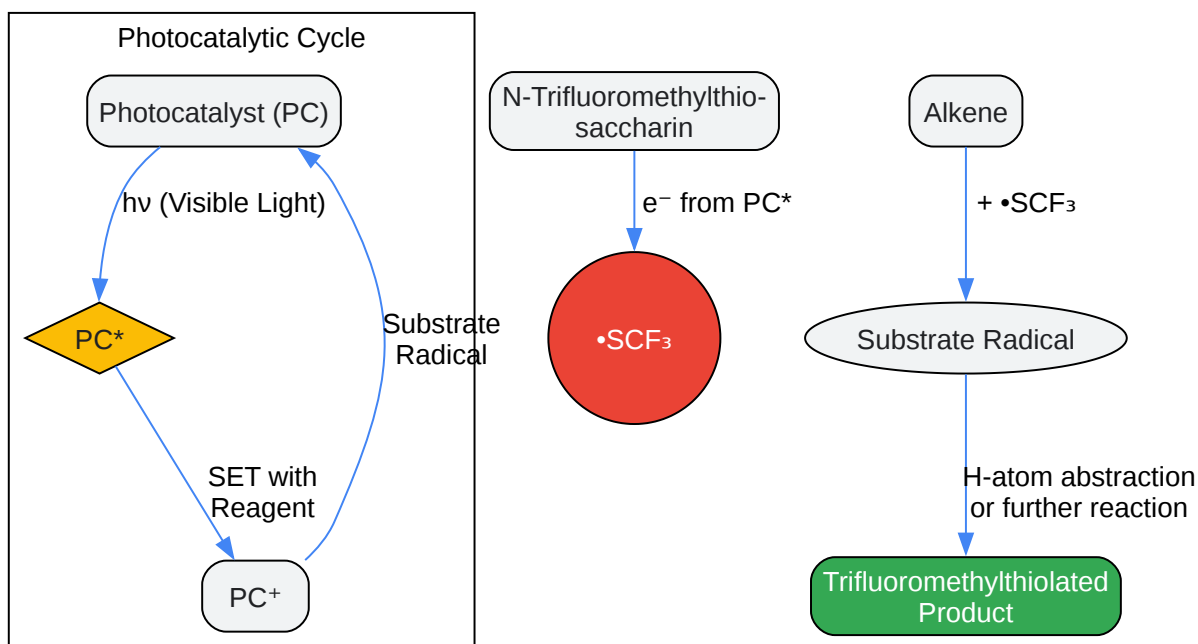 Photocatalytic Cycle
Photocatalyst (PC)
hν (Visible Light)
PC*
Substrate
Radical
SET with
Reagent
PC⁺
N-Trifluoromethylthio-
saccharin
e⁻ from PC*
•SCF₃
Alkene
+ •SCF₃
Substrate Radical
H-atom abstraction
or further reaction
Trifluoromethylthiolated
Product